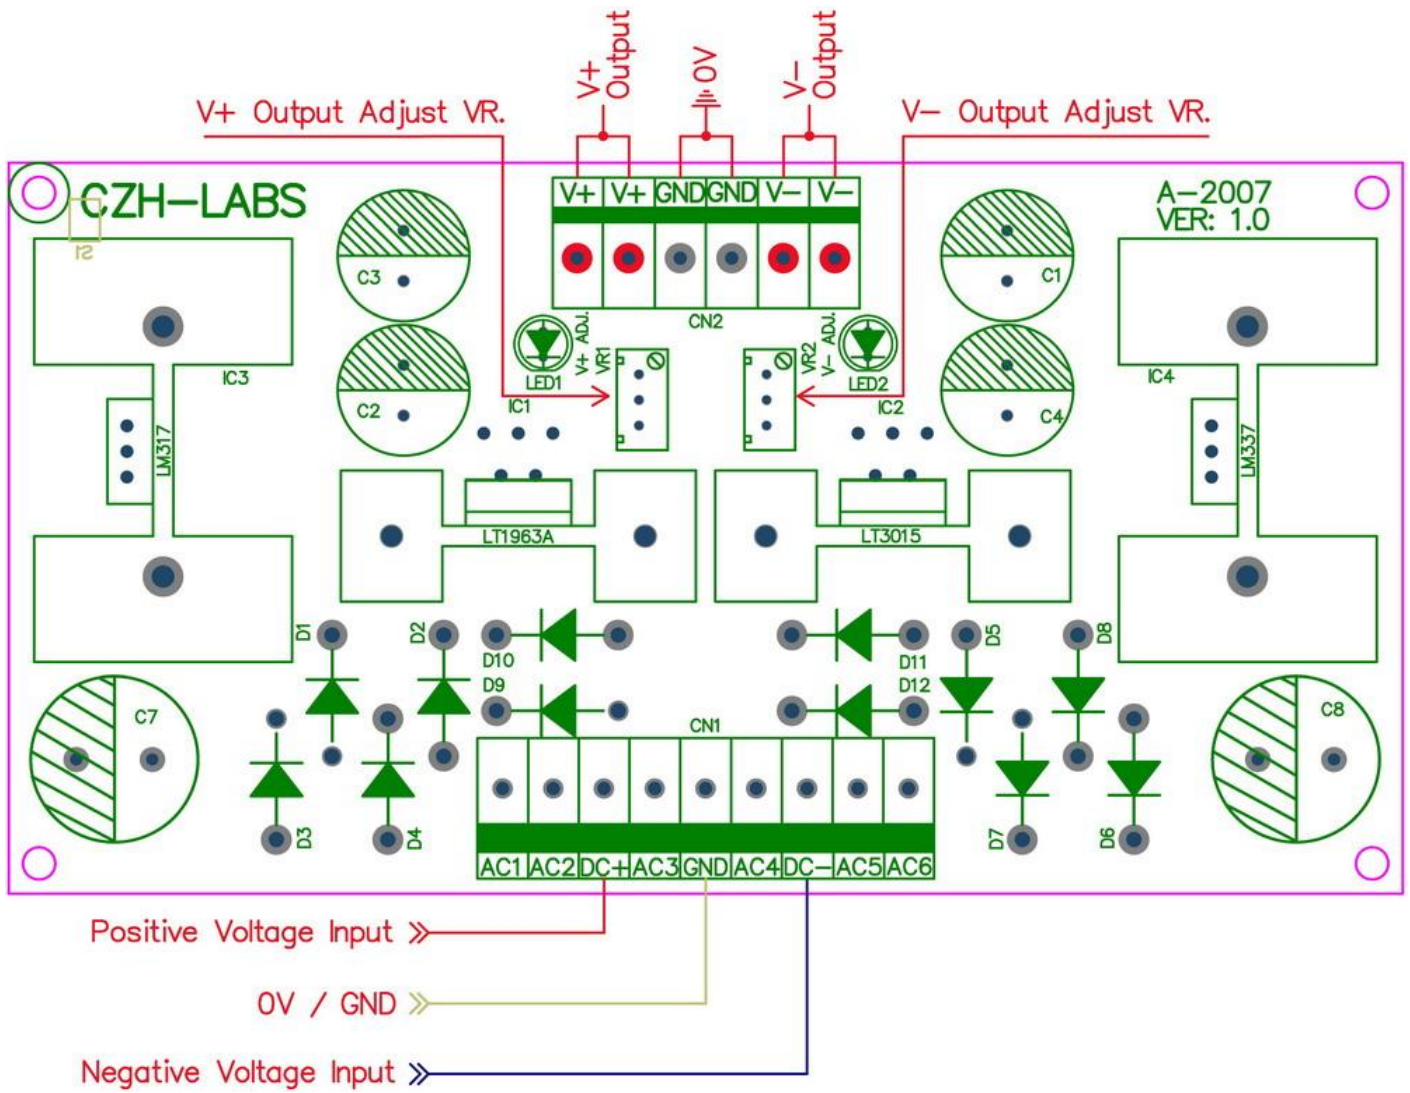 V+
Output
0V
V-
Output
V+ Output Adjust VR.
V- Output Adjust VR.
CZH-LABS
S1
V+ V+ GND GND V- V-
A-2007
VER: 1.0
C3
C1
CN2
V+ ADJ.
VR1
VR2
V- ADJ.
LED1
LED2
IC3
IC4
IC1
IC2
C2
C4
LM317
LM337
LT1963A
LT3015
D1
D2
D10
D11
D5
D8
D9
D12
C7
CN1
C8
D3
D4
D7
D6
AC1 AC2 DC+ AC3 GND AC4 DC- AC5 AC6
Positive Voltage Input
0V / GND
Negative Voltage Input